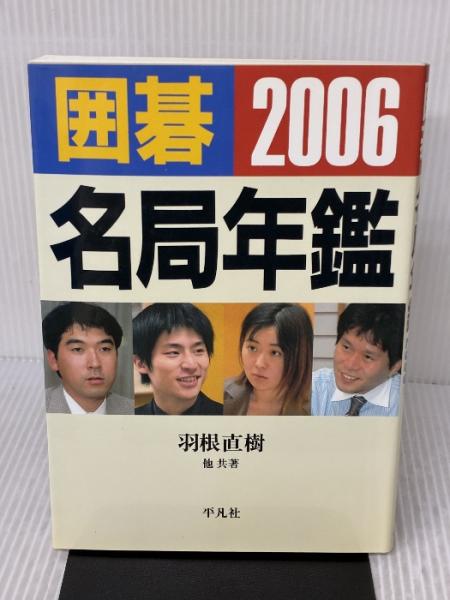 囲碁 2006
名局年鑑
羽根直樹
他 共著
平凡社